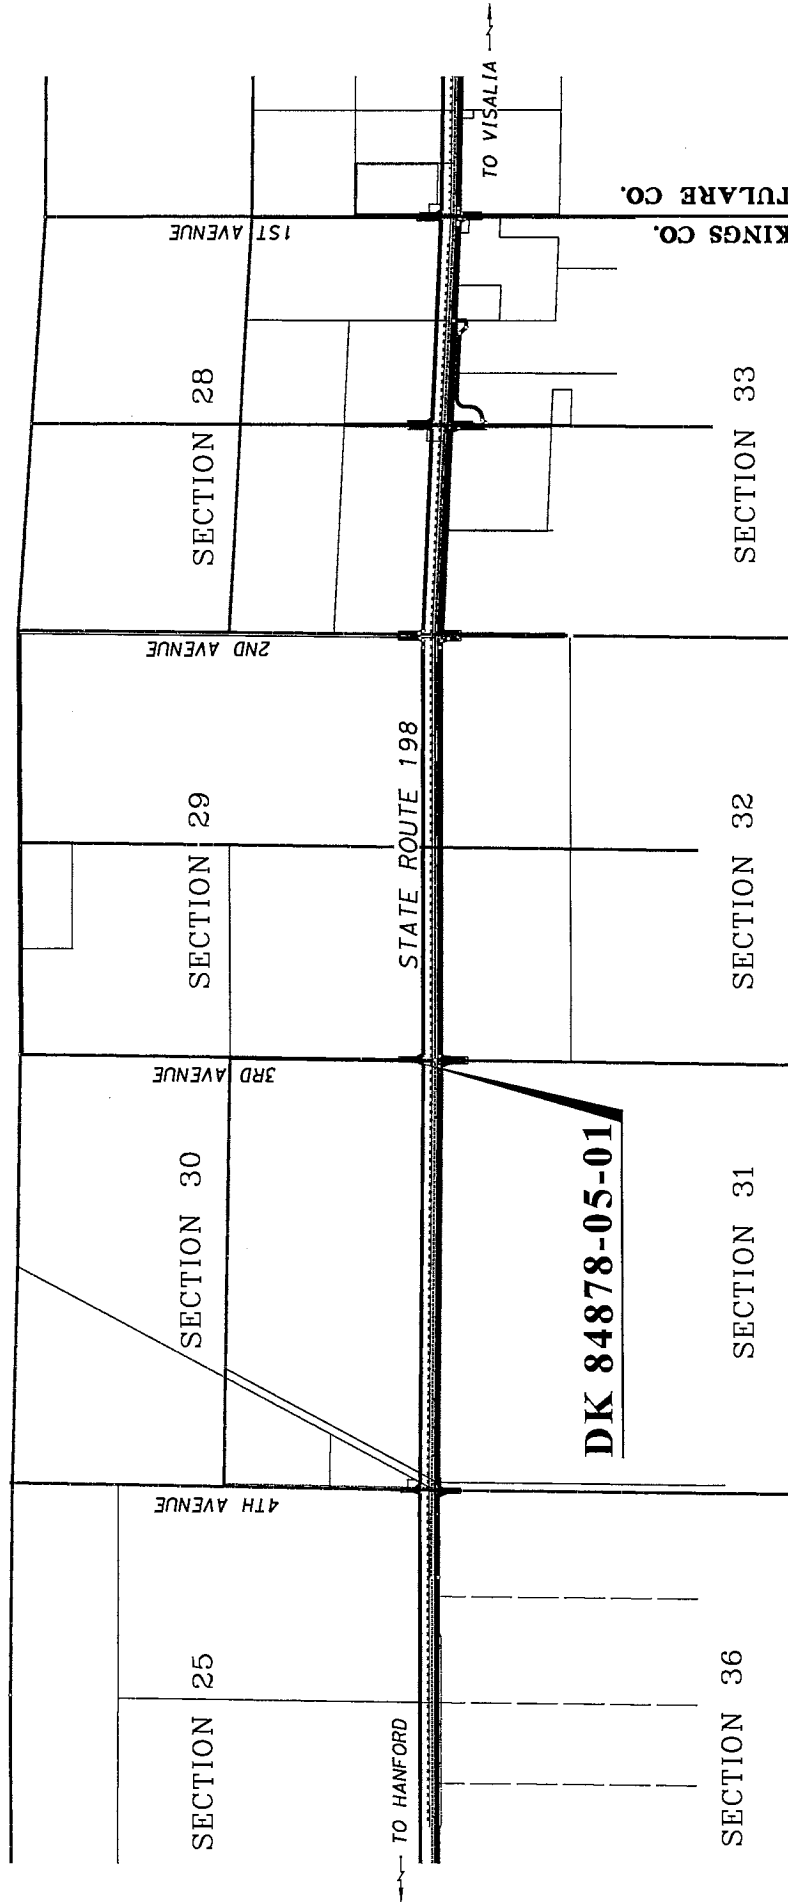 SECTION 25
SECTION 30
SECTION 29
SECTION 28
4TH AVENUE
3RD AVENUE
2ND AVENUE
1ST AVENUE
TO HANFORD
STATE ROUTE 198
TO VISALIA
DK 84878-05-01
KINGS CO.
TULARE CO.
SECTION 36
SECTION 31
SECTION 32
SECTION 33